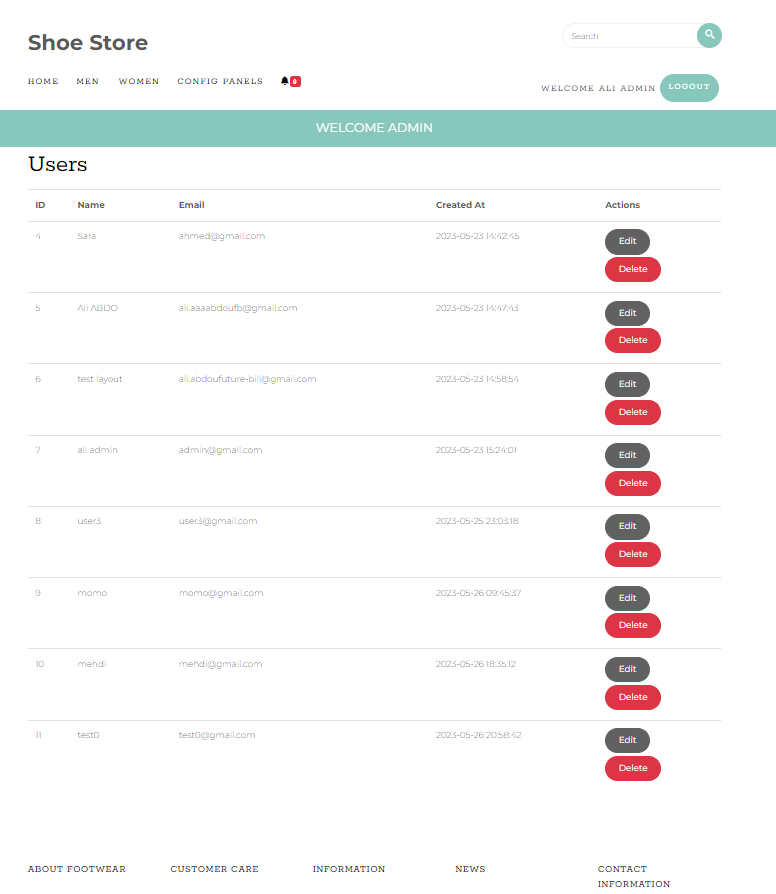 Shoe Store
Search
HOME MEN WOMEN CONFIG PANELS 0
WELCOME ALI ADMIN LOGOUT
WELCOME ADMIN
Users
ID Name Email Created At Actions
4 Sara ahmed@gmail.com 2023-05-23 14:42:45 Edit
Delete
5 Ali ABDO ali.aaaabdoufb@gmail.com 2023-05-23 14:47:43 Edit
Delete
6 test layout ali.abdoufuture-bill@gmail.com 2023-05-23 14:58:54 Edit
Delete
7 ali admin admin@gmail.com 2023-05-23 15:24:01 Edit
Delete
8 user3 user3@gmail.com 2023-05-25 23:03:18 Edit
Delete
9 momo momo@gmail.com 2023-05-26 09:45:37 Edit
Delete
10 mehdi mehdi@gmail.com 2023-05-26 18:35:12 Edit
Delete
11 test0 test0@gmail.com 2023-05-26 20:58:42 Edit
Delete
ABOUT FOOTWEAR CUSTOMER CARE INFORMATION NEWS CONTACT
INFORMATION